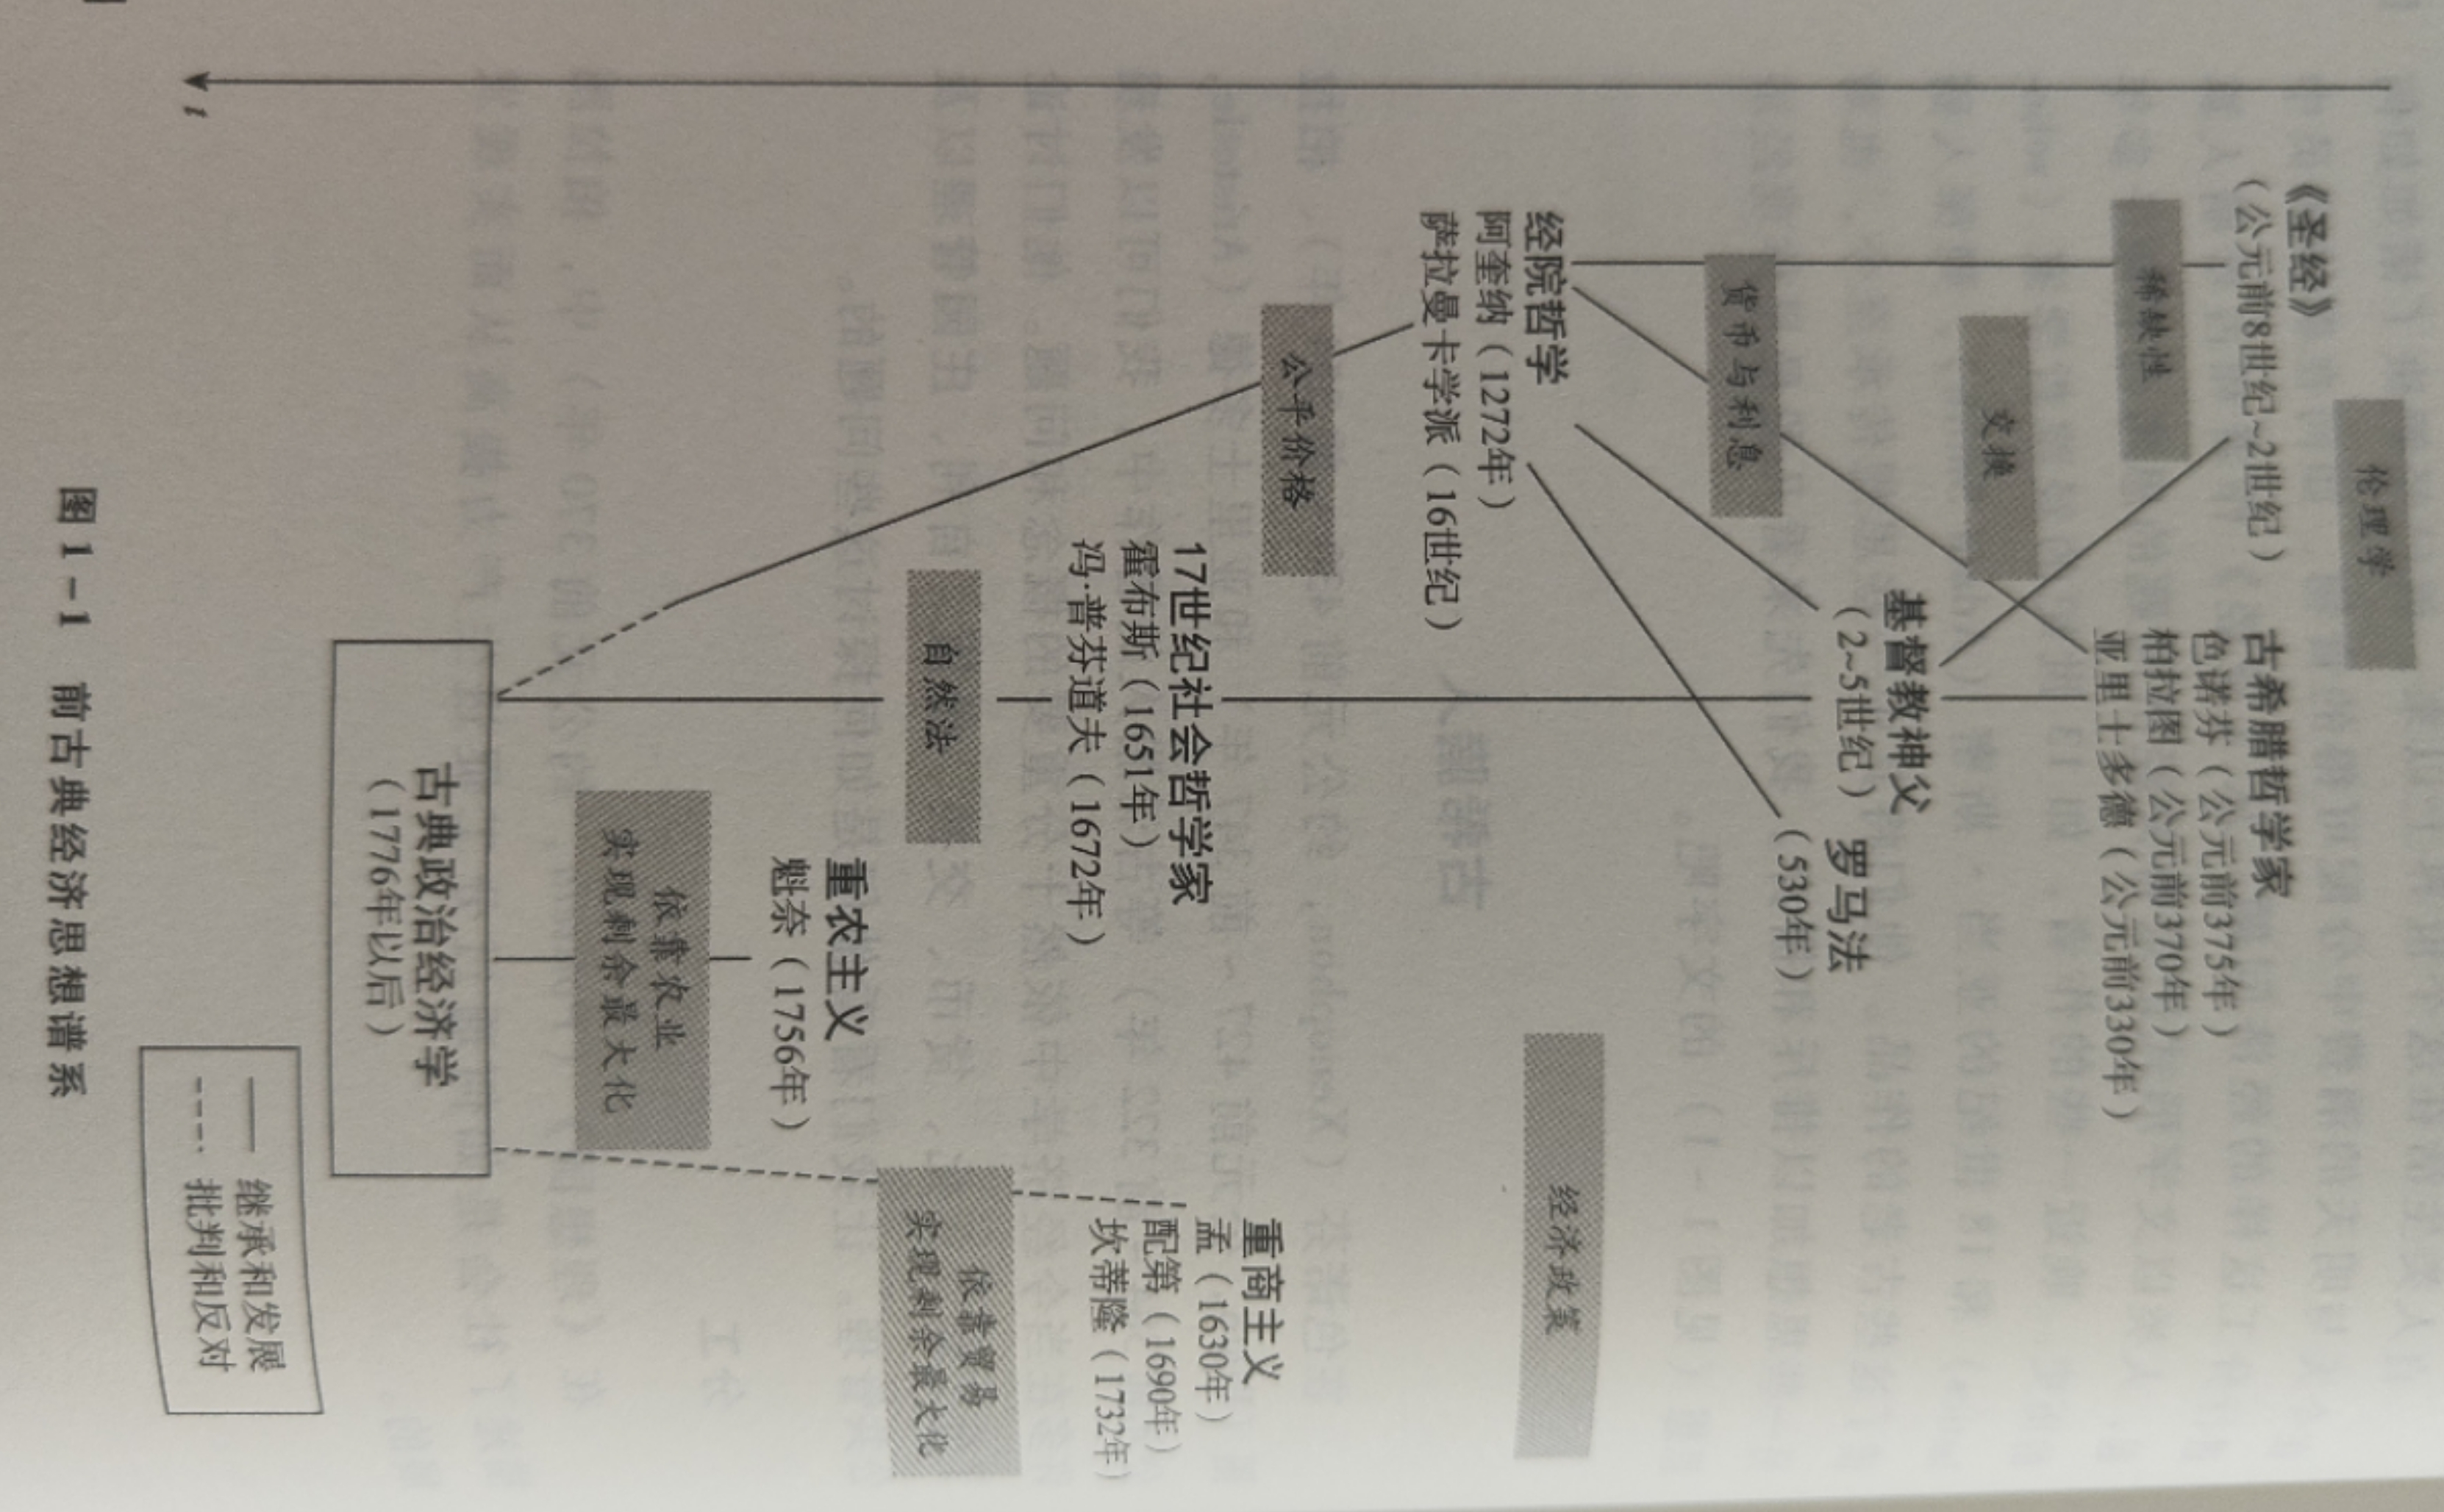 伦理学
《圣经》
（公元前8世纪~2世纪）
古希腊哲学家
色诺芬（公元前375年）
柏拉图（公元前370年）
亚里士多德（公元前330年）
稀缺性
交换
基督教神父
（2~5世纪）
罗马法
（530年）
货币与利息
经院哲学
阿奎纳（1272年）
萨拉曼卡学派（16世纪）
经济政策
公平价格
17世纪社会哲学家
霍布斯（1651年）
冯·普芬道夫（1672年）
重商主义
孟（1630年）
配第（1690年）
坎蒂隆（1732年）
自然法
依靠贸易
实现剩余最大化
重农主义
魁奈（1756年）
依靠农业
实现剩余最大化
古典政治经济学
（1776年以后）
继承和发展
批判和反对
t
图1-1 前古典经济思想谱系